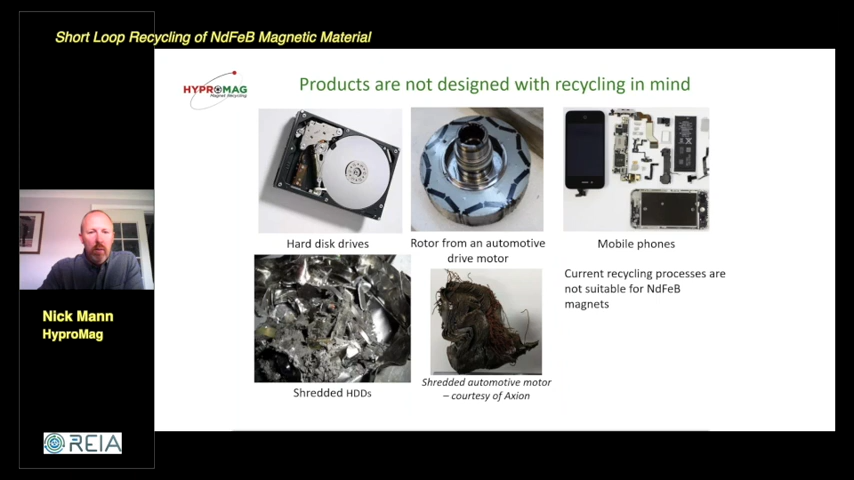 Short Loop Recycling of NdFeB Magnetic Material
HYPROMAG
Magnet Recycling
Products are not designed with recycling in mind
Hard disk drives
Rotor from an automotive
drive motor
Mobile phones
Current recycling processes are
not suitable for NdFeB
magnets
Shredded HDDs
Shredded automotive motor
– courtesy of Axion
Nick Mann
HyproMag
REIA